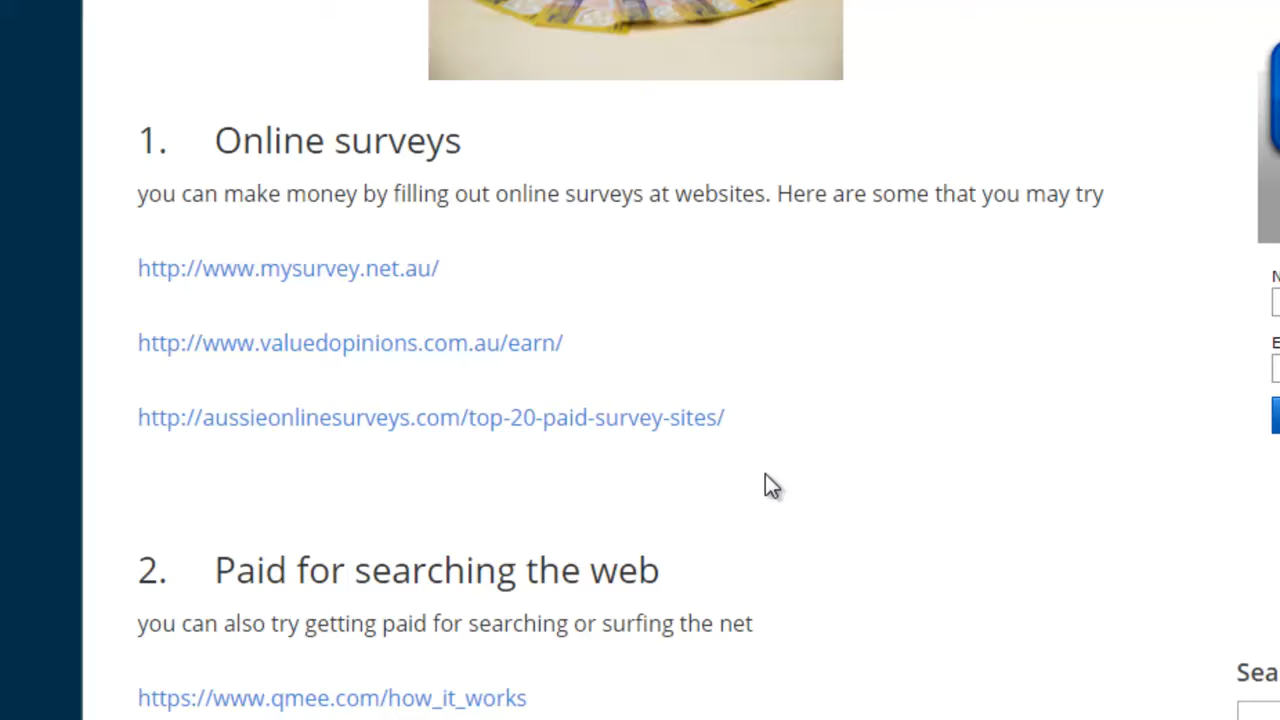 1. Online surveys
you can make money by filling out online surveys at websites. Here are some that you may try
http://www.mysurvey.net.au/
http://www.valuedopinions.com.au/earn/
http://aussieonlinesurveys.com/top-20-paid-survey-sites/
2. Paid for searching the web
you can also try getting paid for searching or surfing the net
https://www.qmee.com/how_it_works